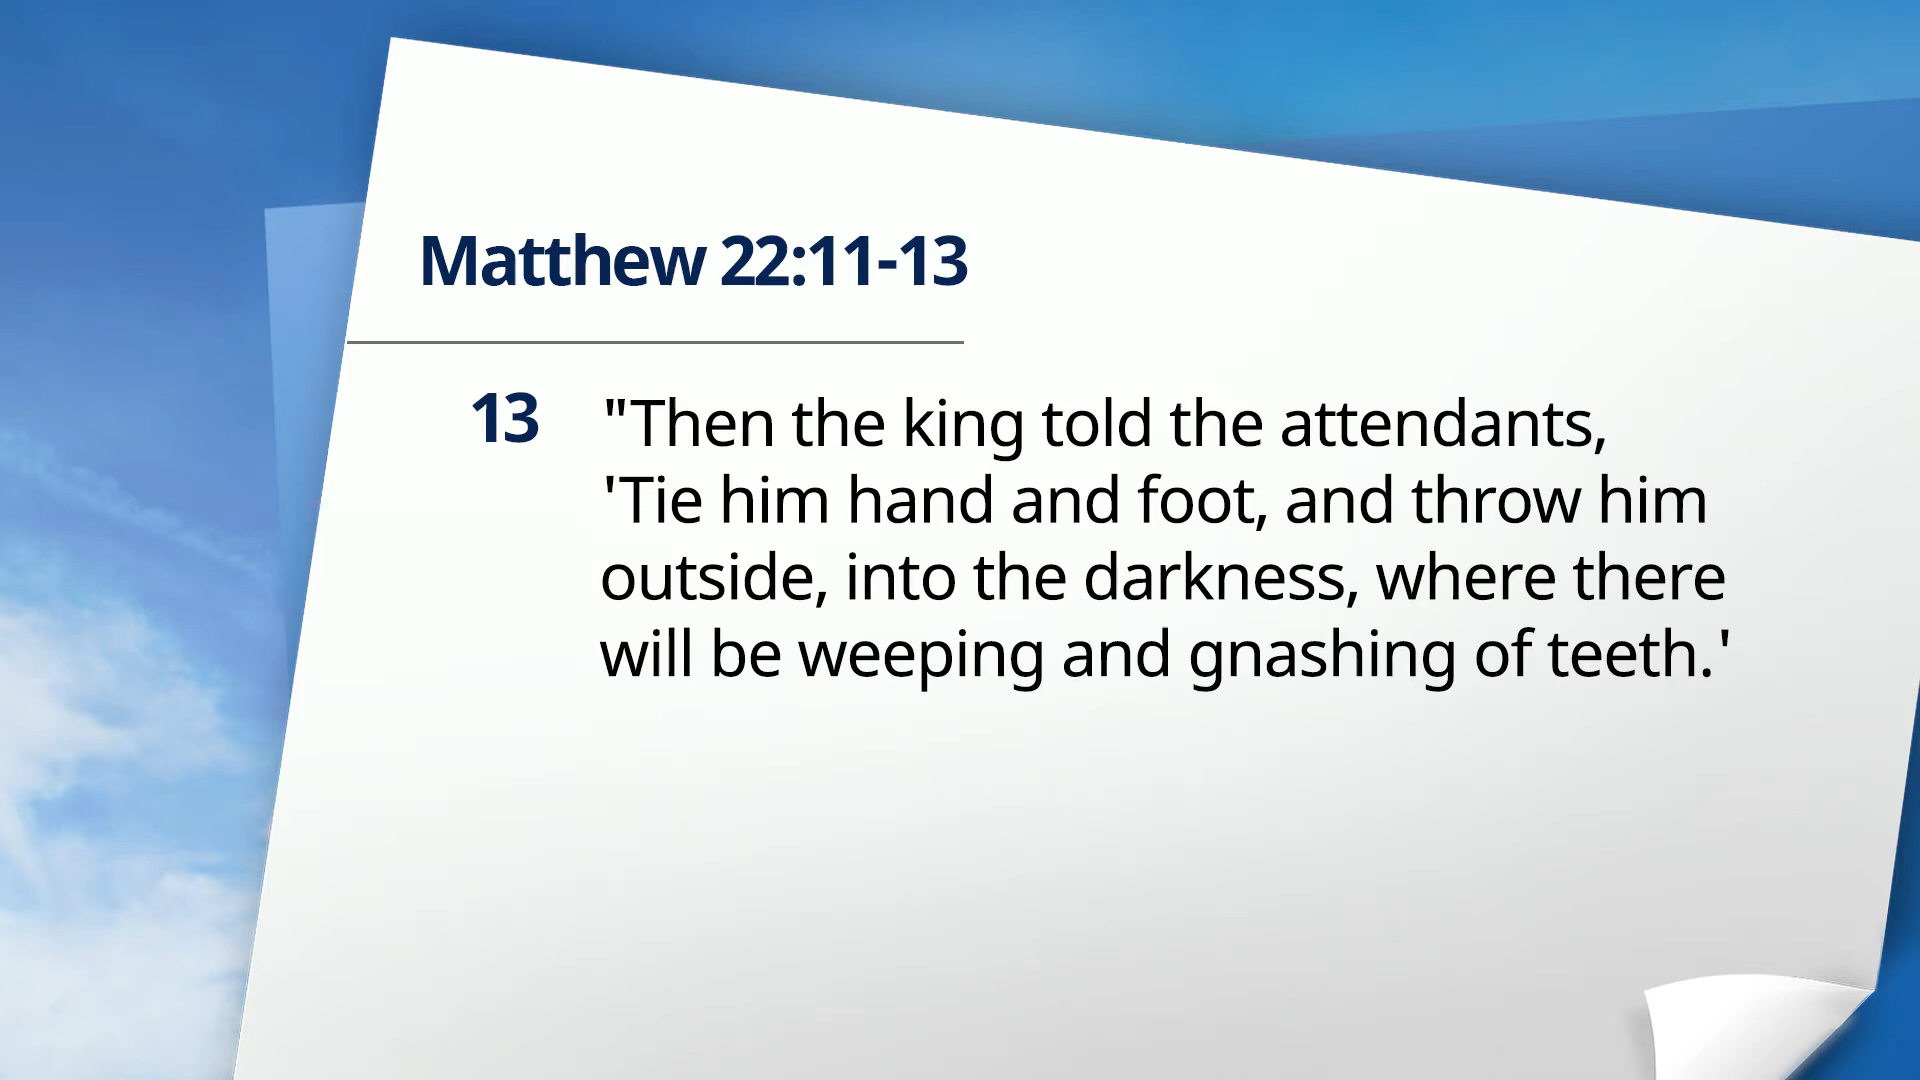 Matthew 22:11-13
13 "Then the king told the attendants,
'Tie him hand and foot, and throw him
outside, into the darkness, where there
will be weeping and gnashing of teeth.'